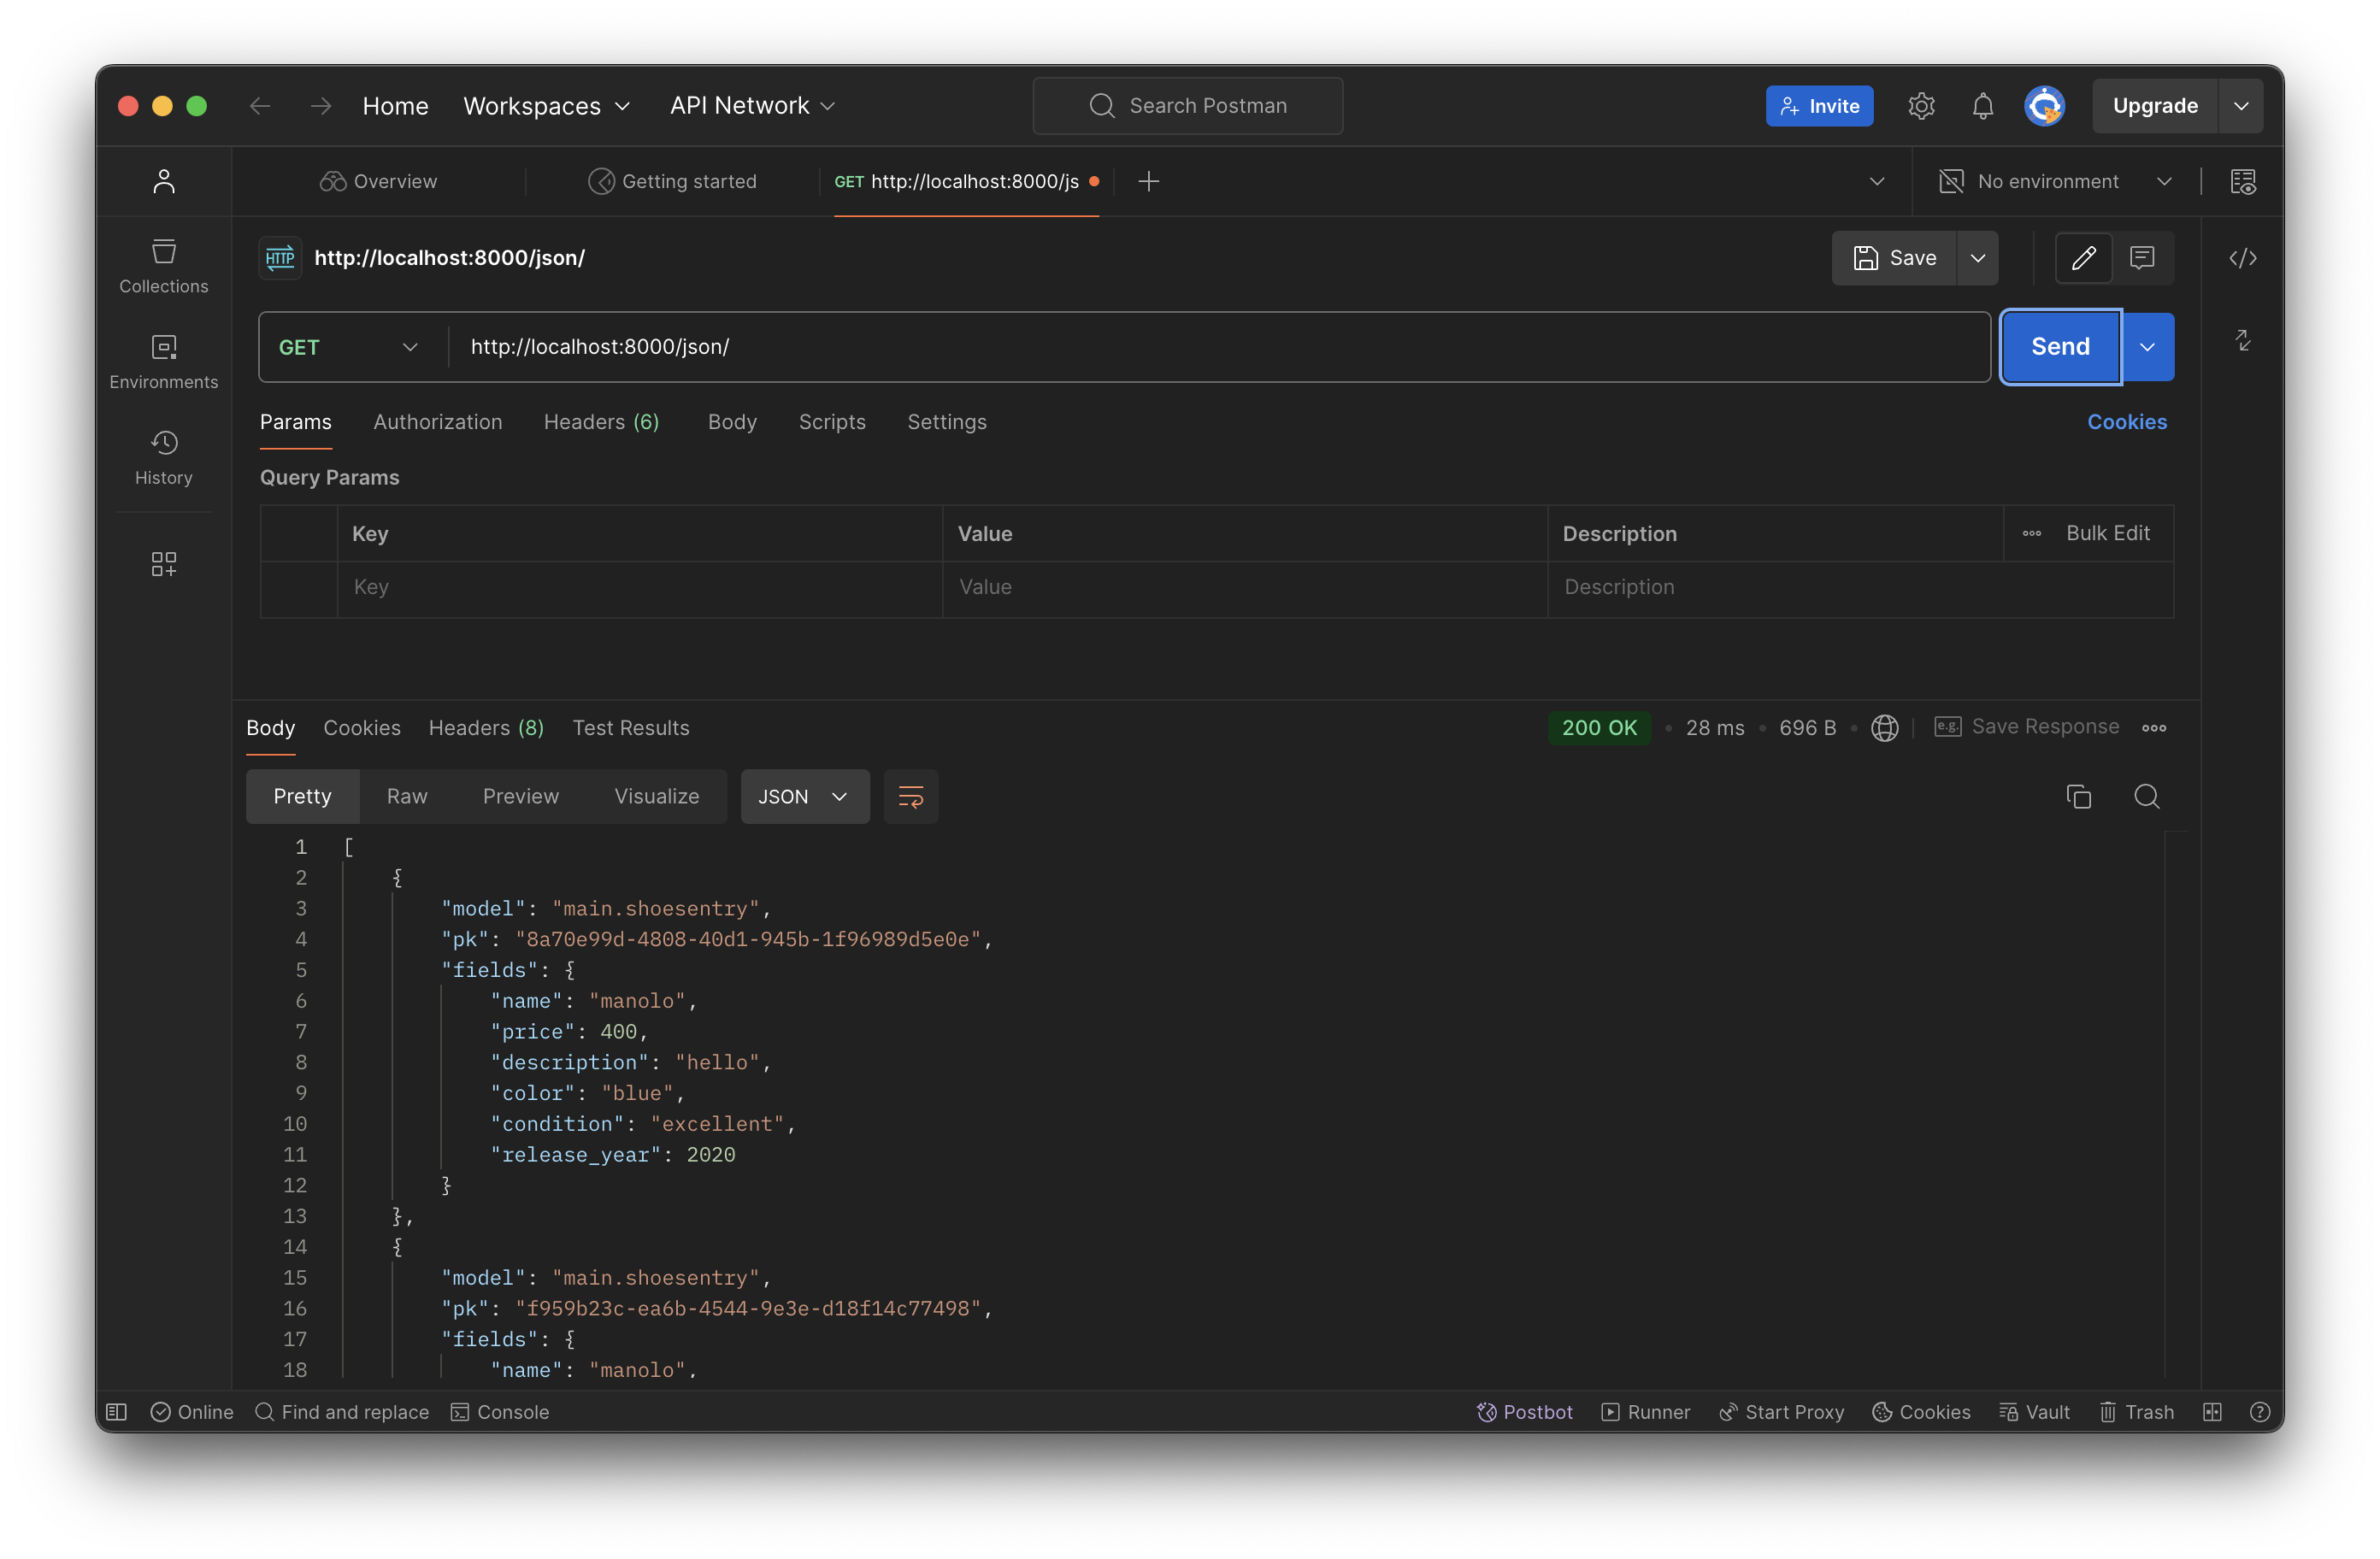 Home Workspaces API Network Search Postman Invite Upgrade
Overview Getting started GET http://localhost:8000/js No environment
HTTP http://localhost:8000/json/ Save
Collections
GET http://localhost:8000/json/ Send
Environments
Params Authorization Headers (6) Body Scripts Settings Cookies
History
Query Params
Key Value Description Bulk Edit
Key Value Description
Body Cookies Headers (8) Test Results 200 OK • 28 ms • 696 B • e.g. Save Response
Pretty Raw Preview Visualize JSON
1 [
2 {
3 "model": "main.shoesentry",
4 "pk": "8a70e99d-4808-40d1-945b-1f96989d5e0e",
5 "fields": {
6 "name": "manolo",
7 "price": 400,
8 "description": "hello",
9 "color": "blue",
10 "condition": "excellent",
11 "release_year": 2020
12 }
13 },
14 {
15 "model": "main.shoesentry",
16 "pk": "f959b23c-ea6b-4544-9e3e-d18f14c77498",
17 "fields": {
18 "name": "manolo",
Online Find and replace Console Postbot Runner Start Proxy Cookies Vault Trash